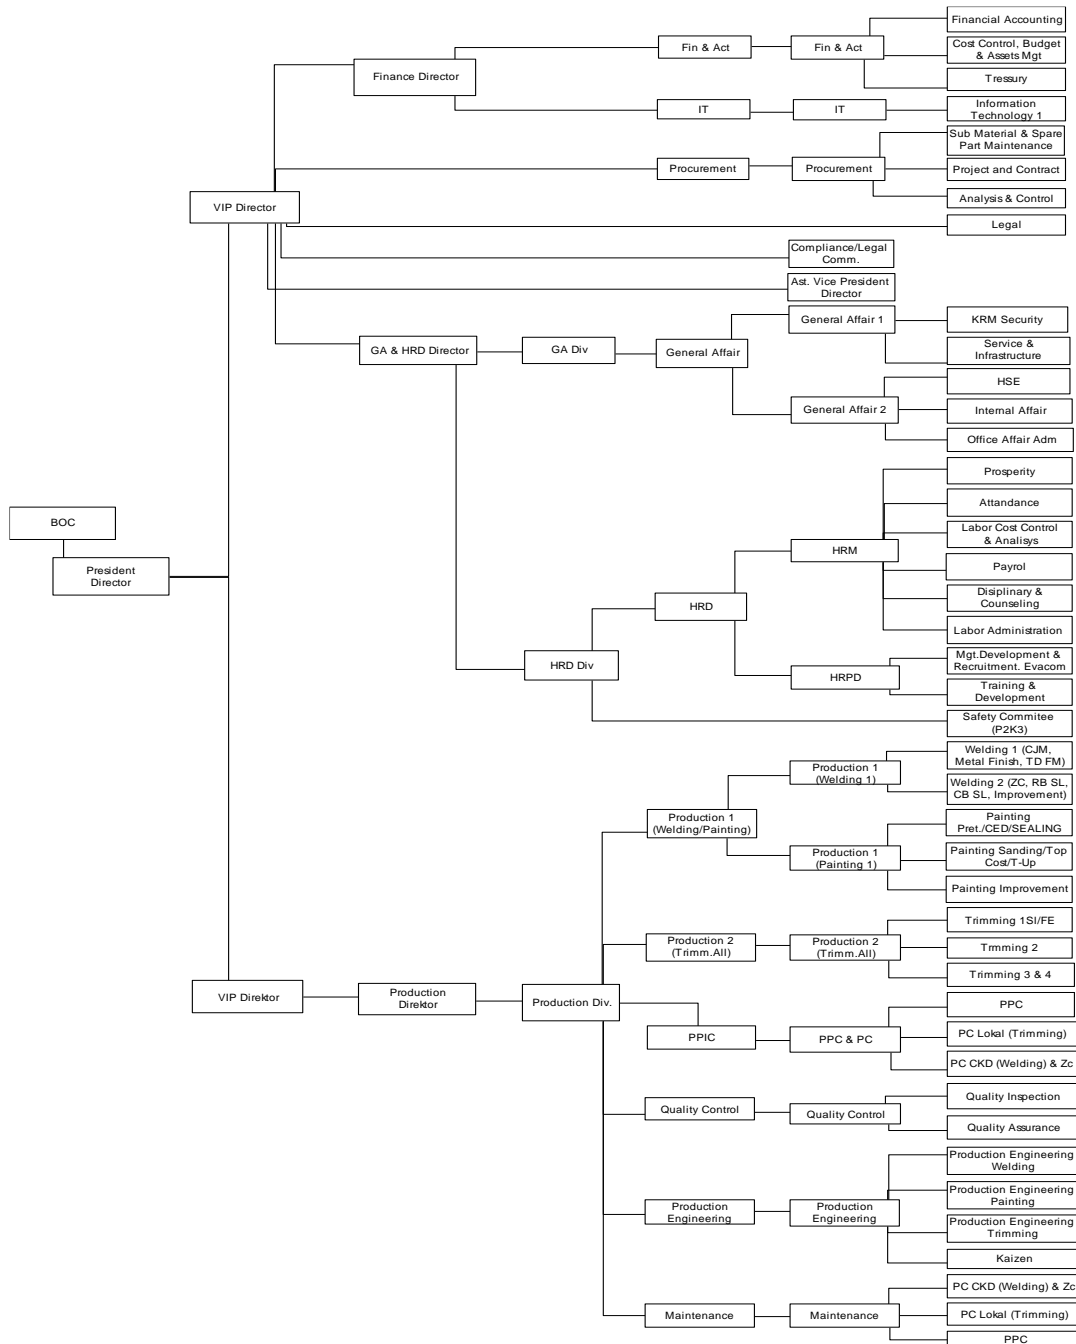 Financial Accounting
Fin & Act
Fin & Act
Cost Control, Budget
& Assets Mgt
Finance Director
Tressury
IT
IT
Information
Technology 1
Sub Material & Spare
Part Maintenance
Procurement
Procurement
Project and Contract
Analysis & Control
VIP Director
Legal
Compliance/Legal
Comm.
Ast. Vice President
Director
General Affair 1
KRM Security
GA & HRD Director
GA Div
General Affair
Service &
Infrastructure
HSE
General Affair 2
Internal Affair
Office Affair Adm
Prosperity
Attandance
BOC
Labor Cost Control
& Analisys
HRM
President
Director
Payrol
Disiplinary &
Counseling
HRD
Labor Administration
HRD Div
Mgt.Development &
Recruitment. Evacom
HRPD
Training &
Development
Safety Commitee
(P2K3)
Welding 1 (CJM,
Metal Finish, TD FM)
Production 1
(Welding 1)
Welding 2 (ZC, RB SL,
CB SL, Improvement)
Production 1
(Welding/Painting)
Painting
Pret./CED/SEALING
Production 1
(Painting 1)
Painting Sanding/Top
Cost/T-Up
Painting Improvement
Trimming 1SI/FE
Production 2
(Trimm.All)
Production 2
(Trimm.All)
Trmming 2
Trimming 3 & 4
VIP Direktor
Production
Direktor
Production Div.
PPC
PPIC
PPC & PC
PC Lokal (Trimming)
PC CKD (Welding) & Zc
Quality Inspection
Quality Control
Quality Control
Quality Assurance
Production Engineering
Welding
Production Engineering
Painting
Production
Engineering
Production
Engineering
Production Engineering
Trimming
Kaizen
PC CKD (Welding) & Zc
Maintenance
Maintenance
PC Lokal (Trimming)
PPC